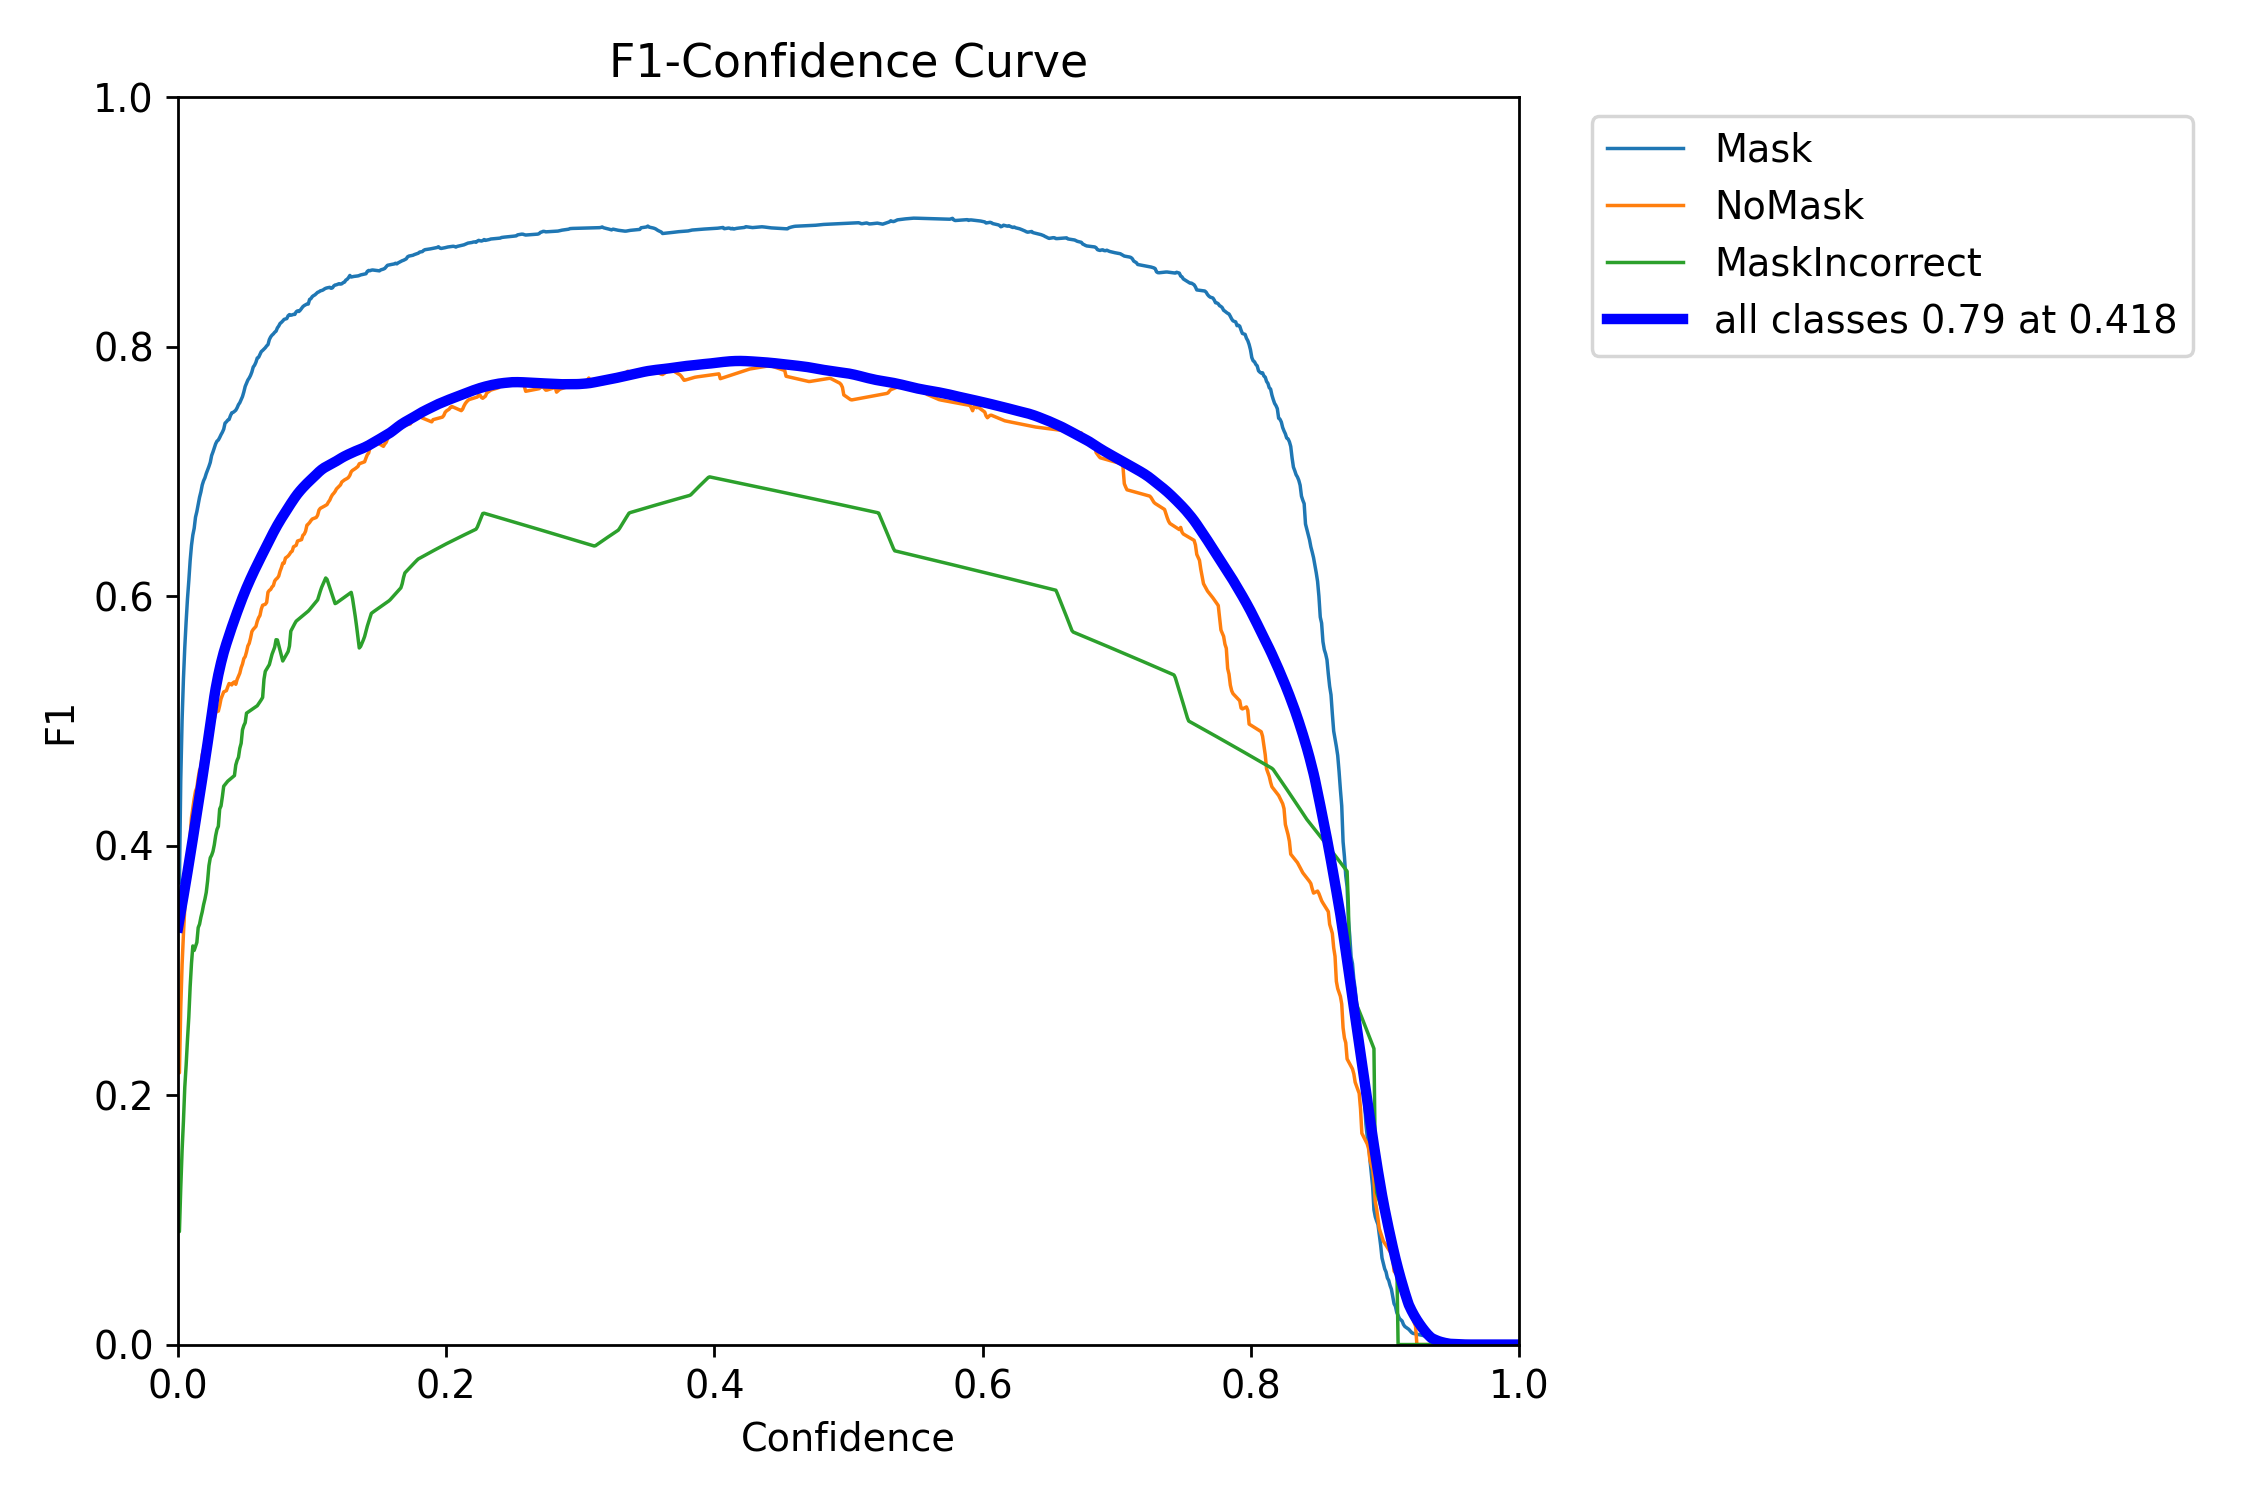 F1-Confidence Curve
1.0
0.8
0.6
0.4
0.2
0.0
F1
0.0 0.2 0.4 0.6 0.8 1.0
Confidence
Mask
NoMask
MaskIncorrect
all classes 0.79 at 0.418